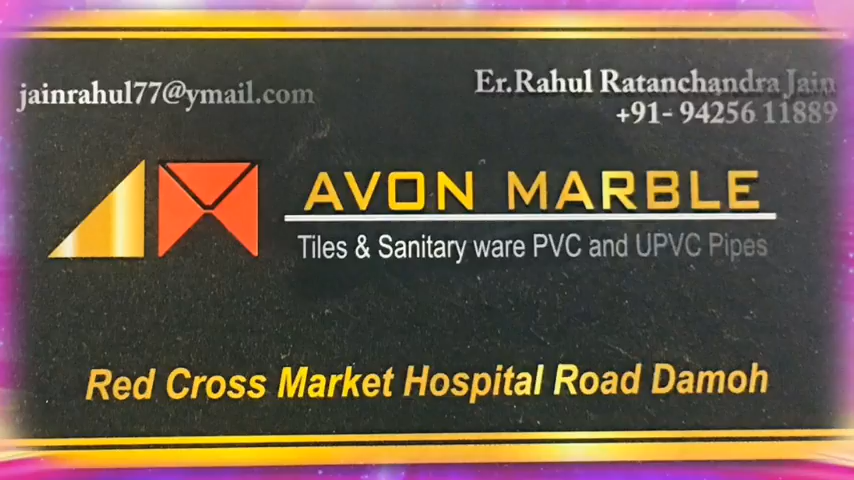 jainrahul77@ymail.com
Er.Rahul Ratanchandra Jain
+91- 94256 11889
AVON MARBLE
Tiles & Sanitary ware PVC and UPVC Pipes
Red Cross Market Hospital Road Damoh